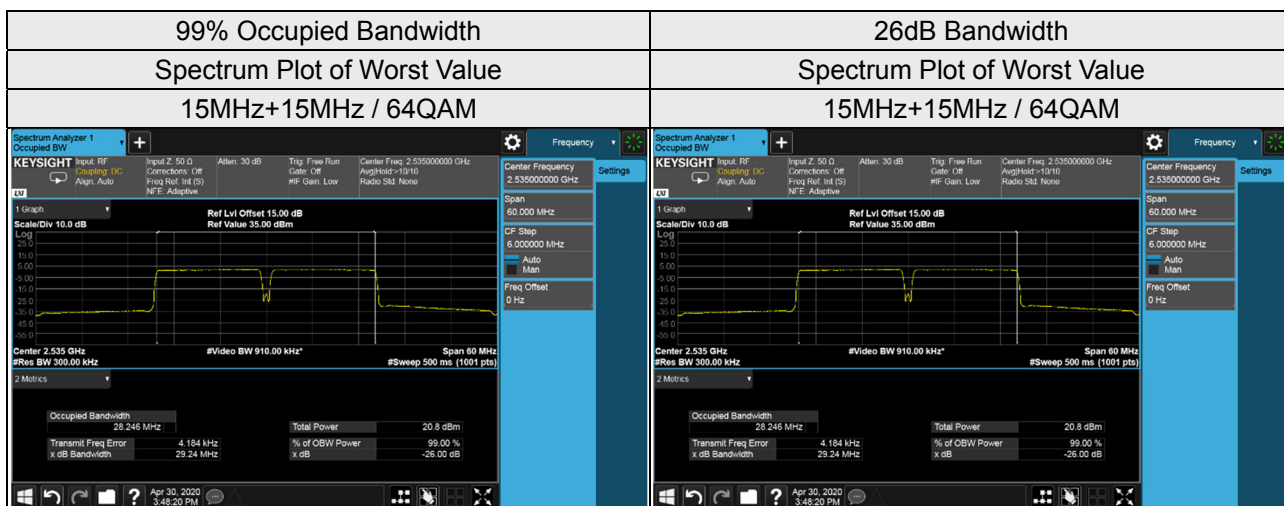 99% Occupied Bandwidth
26dB Bandwidth
Spectrum Plot of Worst Value
Spectrum Plot of Worst Value
15MHz+15MHz / 64QAM
15MHz+15MHz / 64QAM
Spectrum Analyzer 1
Occupied BW
+
Frequency
KEYSIGHT Input: RF
Coupling: DC
Align: Auto
LXI
Input Z: 50 Ω
Corrections: Off
Freq Ref: Int (S)
NFE: Adaptive
Atten: 30 dB
Trig: Free Run
Gate: Off
#IF Gain: Low
Center Freq: 2.535000000 GHz
Avg|Hold:>10/10
Radio Std: None
Center Frequency
2.535000000 GHz
Settings
Span
60.000 MHz
CF Step
6.000000 MHz
Auto
Man
Freq Offset
0 Hz
1 Graph
Scale/Div 10.0 dB
Ref Lvl Offset 15.00 dB
Ref Value 35.00 dBm
Log
25.0
15.0
5.00
-5.00
-15.0
-25.0
-35.0
-45.0
-55.0
Center 2.535 GHz
#Res BW 300.00 kHz
#Video BW 910.00 kHz*
Span 60 MHz
#Sweep 500 ms (1001 pts)
2 Metrics
Occupied Bandwidth
28.246 MHz
Total Power 20.8 dBm
Transmit Freq Error 4.184 kHz
% of OBW Power 99.00 %
x dB Bandwidth 29.24 MHz
x dB -26.00 dB
?
Apr 30, 2020
3:48:20 PM
Spectrum Analyzer 1
Occupied BW
+
Frequency
KEYSIGHT Input: RF
Coupling: DC
Align: Auto
LXI
Input Z: 50 Ω
Corrections: Off
Freq Ref: Int (S)
NFE: Adaptive
Atten: 30 dB
Trig: Free Run
Gate: Off
#IF Gain: Low
Center Freq: 2.535000000 GHz
Avg|Hold:>10/10
Radio Std: None
Center Frequency
2.535000000 GHz
Settings
Span
60.000 MHz
CF Step
6.000000 MHz
Auto
Man
Freq Offset
0 Hz
1 Graph
Scale/Div 10.0 dB
Ref Lvl Offset 15.00 dB
Ref Value 35.00 dBm
Log
25.0
15.0
5.00
-5.00
-15.0
-25.0
-35.0
-45.0
-55.0
Center 2.535 GHz
#Res BW 300.00 kHz
#Video BW 910.00 kHz*
Span 60 MHz
#Sweep 500 ms (1001 pts)
2 Metrics
Occupied Bandwidth
28.246 MHz
Total Power 20.8 dBm
Transmit Freq Error 4.184 kHz
% of OBW Power 99.00 %
x dB Bandwidth 29.24 MHz
x dB -26.00 dB
?
Apr 30, 2020
3:48:20 PM